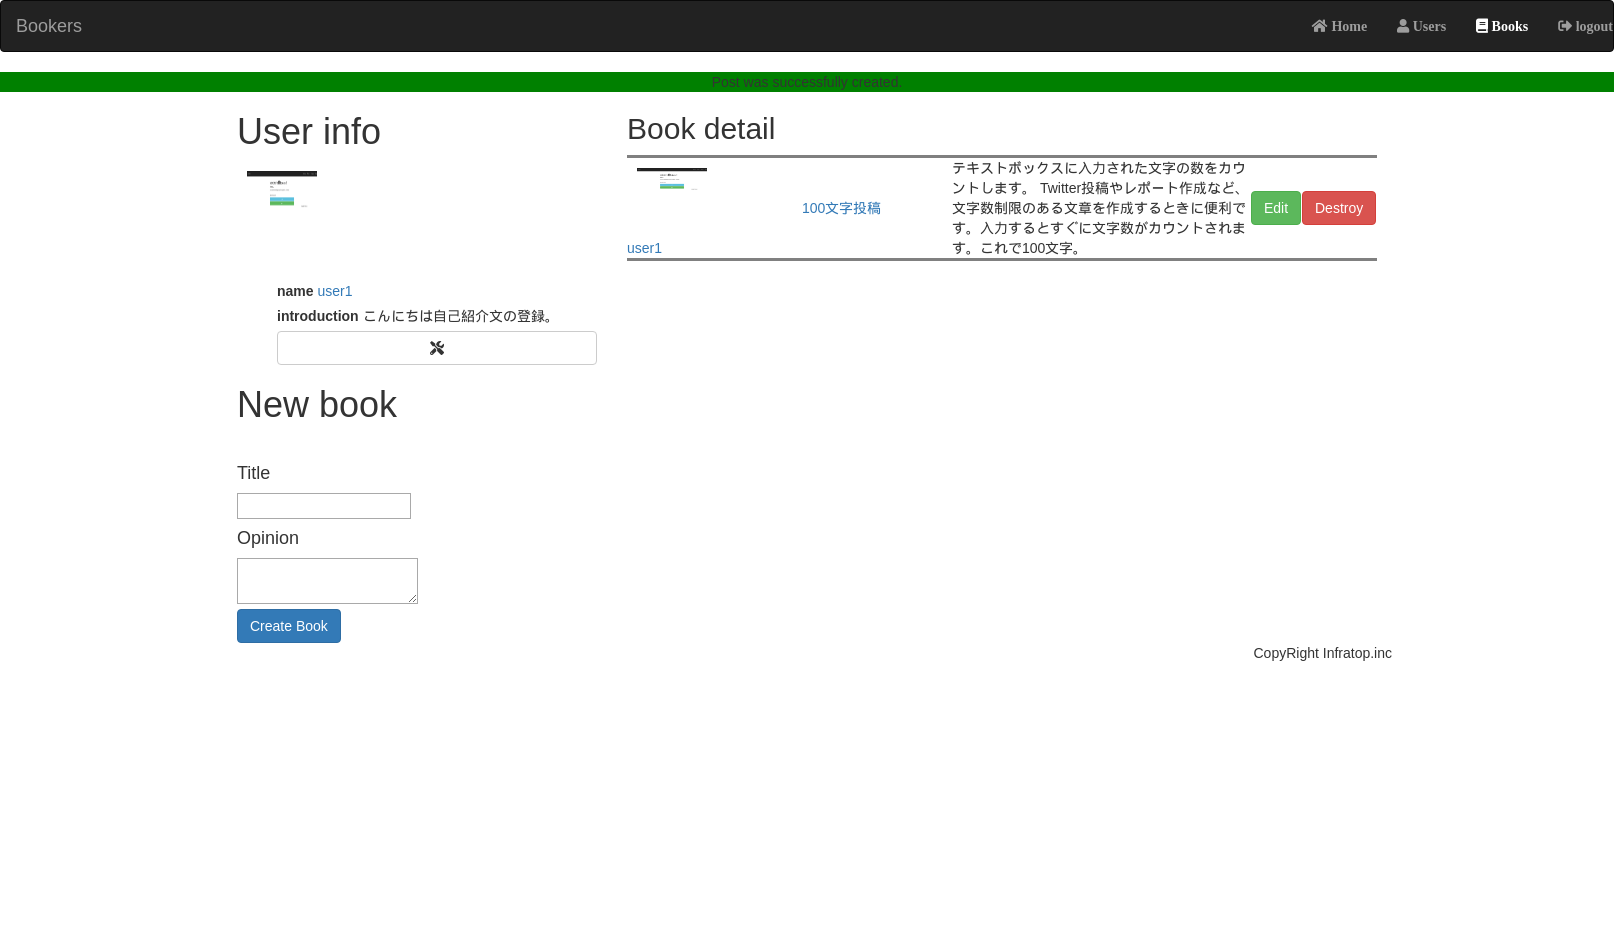 Bookers
Home Users Books logout
Post was successfully created.
User info
name user1
introduction こんにちは自己紹介文の登録。
New book
Title
Opinion
Create Book
Book detail
user1
100文字投稿
テキストボックスに入力された文字の数をカウ
ントします。 Twitter投稿やレポート作成など、
文字数制限のある文章を作成するときに便利で
す。入力するとすぐに文字数がカウントされま
す。これで100文字。
Edit Destroy
CopyRight Infratop.inc